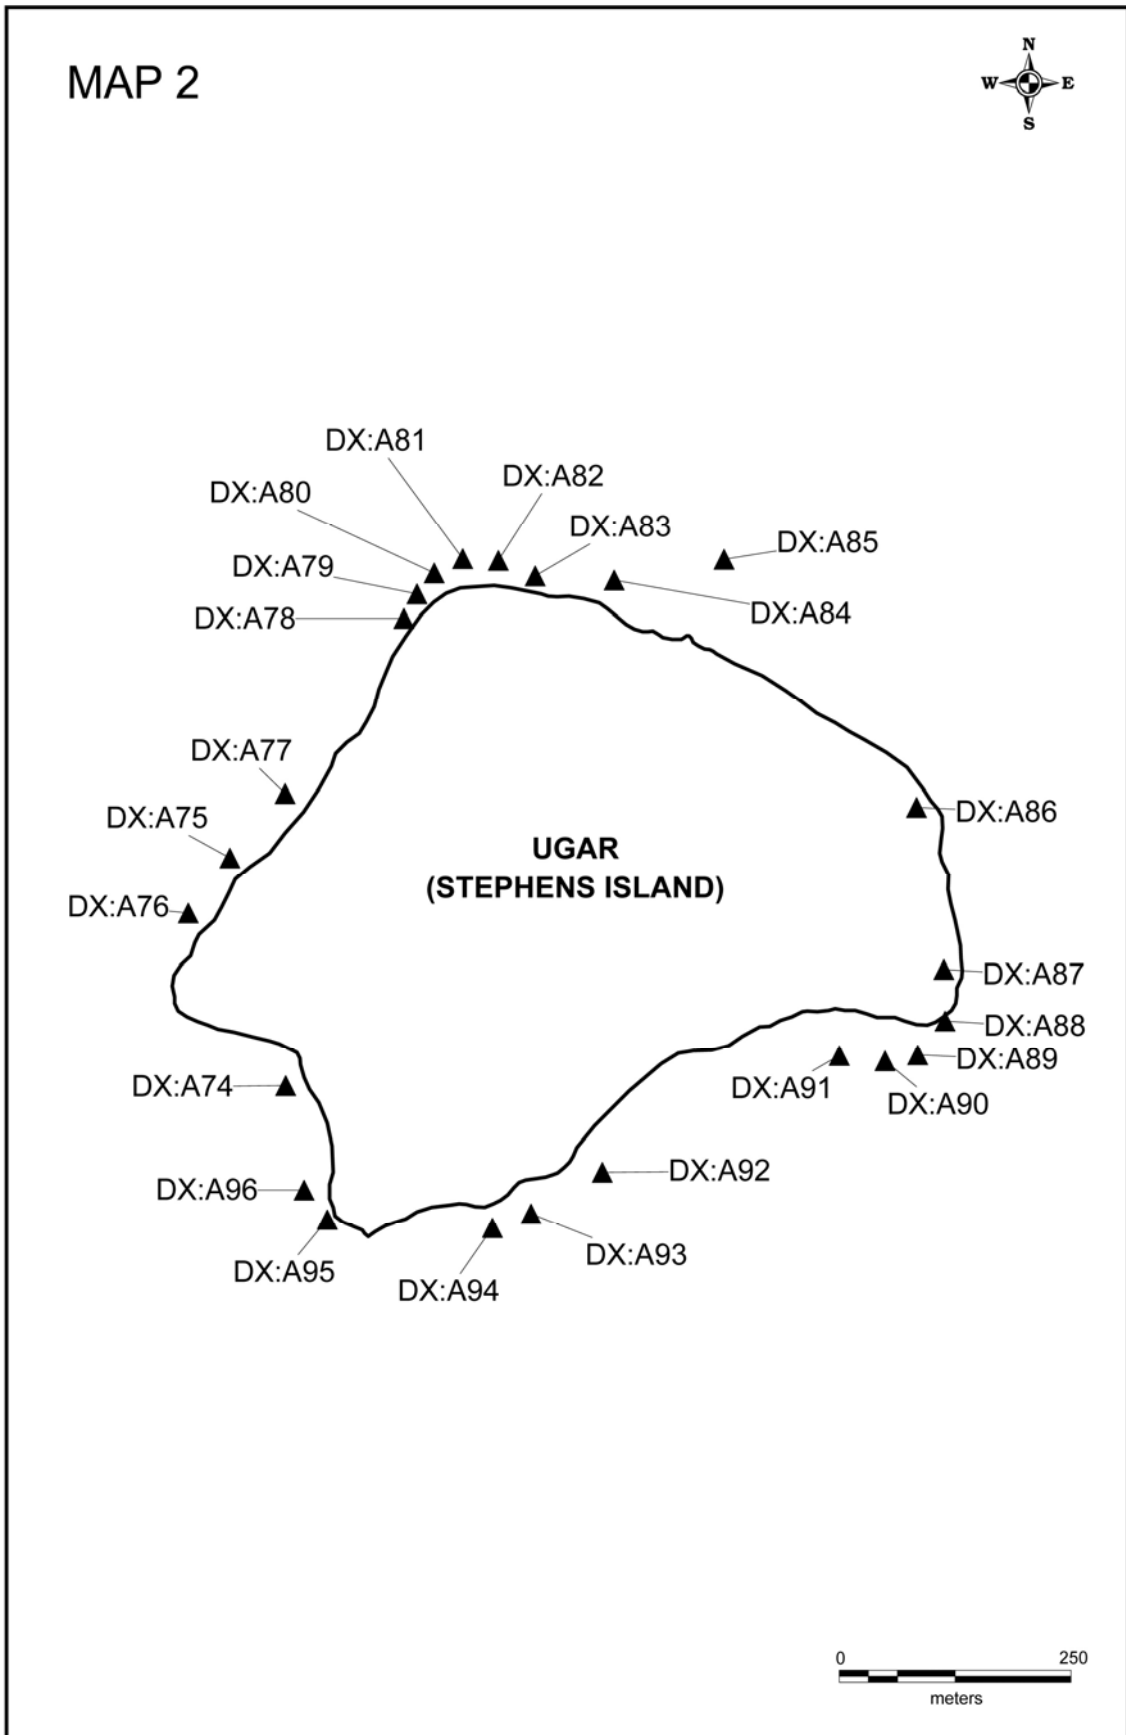 MAP 2
N
W E
S
DX:A81
DX:A82
DX:A80
DX:A83
DX:A85
DX:A79
DX:A84
DX:A78
DX:A77
DX:A86
DX:A75
UGAR
(STEPHENS ISLAND)
DX:A76
DX:A87
DX:A88
DX:A89
DX:A74
DX:A91
DX:A90
DX:A92
DX:A96
DX:A93
DX:A95
DX:A94
0 250
meters